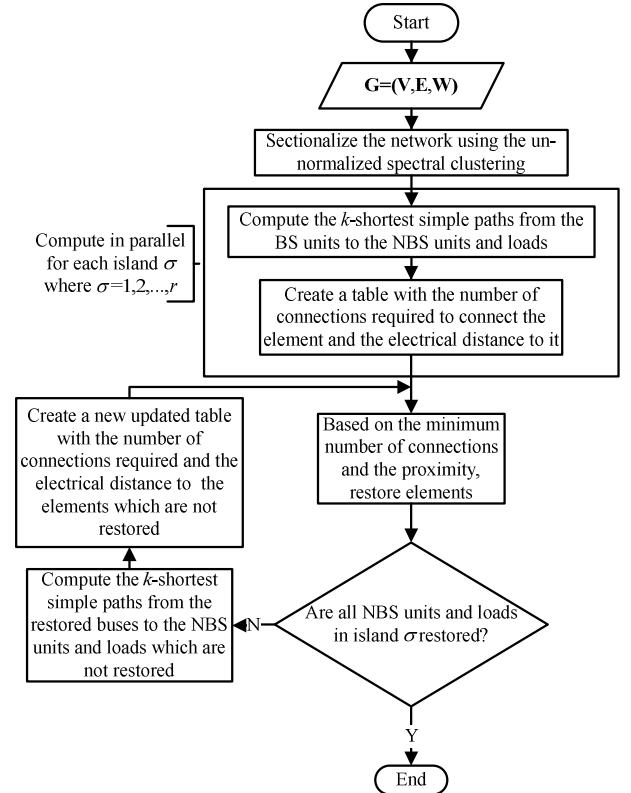 Start
G=(V,E,W)
Sectionalize the network using the un-
normalized spectral clustering
Compute the k-shortest simple paths from the
BS units to the NBS units and loads
Compute in parallel
for each island σ
where σ=1,2,...,r
Create a table with the number of
connections required to connect the
element and the electrical distance to it
Create a new updated table
with the number of
connections required and the
electrical distance to the
elements which are not
restored
Based on the minimum
number of connections
and the proximity,
restore elements
Compute the k-shortest
simple paths from the
restored buses to the NBS
units and loads which are
not restored
N
Are all NBS units and loads
in island σ restored?
Y
End